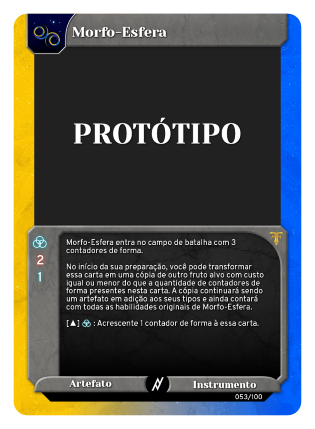 Morfo-Esfera
PROTÓTIPO
2
1
Morfo-Esfera entra no campo de batalha com 3
contadores de forma.
No início da sua preparação, você pode transformar
essa carta em uma cópia de outro fruto alvo com custo
igual ou menor do que a quantidade de contadores de
forma presentes nesta carta. A cópia continuará sendo
um artefato em adição aos seus tipos e ainda contará
com todas as habilidades originais de Morfo-Esfera.
[▲] : Acrescente 1 contador de forma à essa carta.
Artefato
Instrumento
053/100